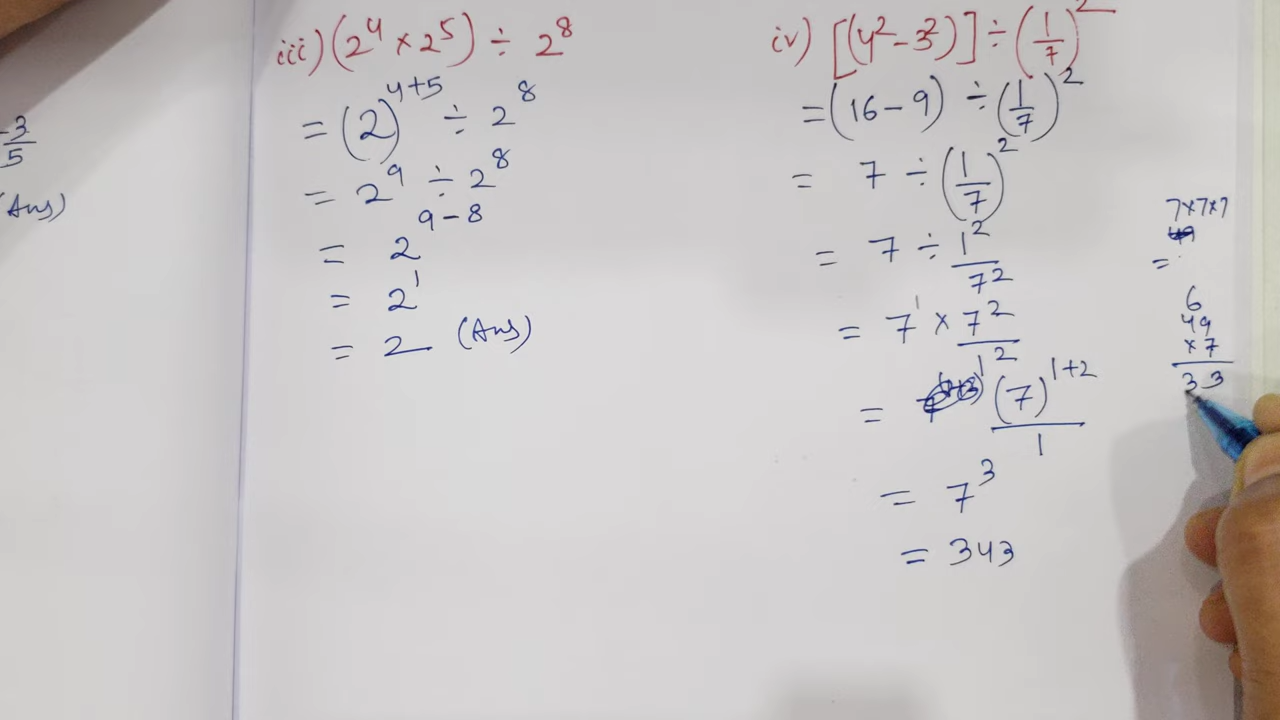 -3/5
(Ans)
iii) (2⁴ × 2⁵) ÷ 2⁸
= (2)⁴⁺⁵ ÷ 2⁸
= 2⁹ ÷ 2⁸
= 2⁹⁻⁸
= 2¹
= 2 (Ans)
iv) [(4² - 3²)] ÷ (1/7)²
= (16 - 9) ÷ (1/7)²
= 7 ÷ (1/7)²
= 7 ÷ 1²/7²
= 7¹ × 7²/1²
= (7)¹⁺²/1
= 7³
= 343
7×7×7
=
6
49
×7
33